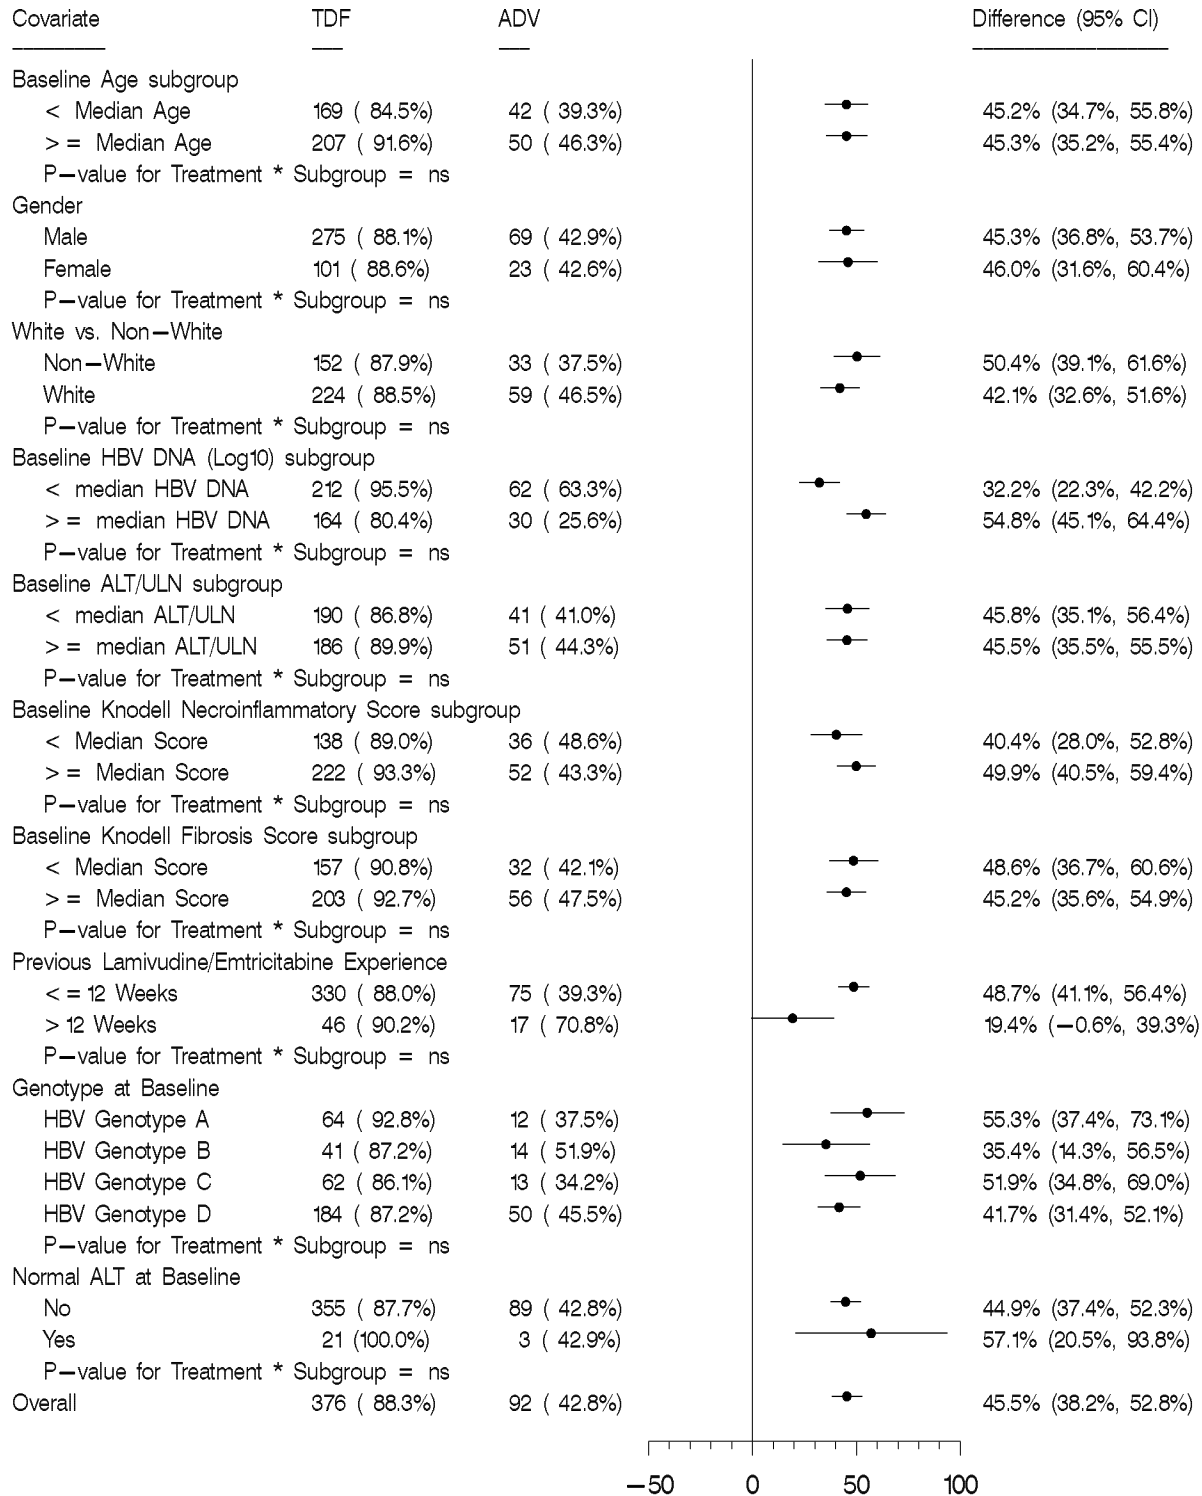 Covariate TDF ADV Difference (95% CI)
Baseline Age subgroup
< Median Age 169 ( 84.5%) 42 ( 39.3%) 45.2% (34.7%, 55.8%)
>= Median Age 207 ( 91.6%) 50 ( 46.3%) 45.3% (35.2%, 55.4%)
P-value for Treatment * Subgroup = ns
Gender
Male 275 ( 88.1%) 69 ( 42.9%) 45.3% (36.8%, 53.7%)
Female 101 ( 88.6%) 23 ( 42.6%) 46.0% (31.6%, 60.4%)
P-value for Treatment * Subgroup = ns
White vs. Non-White
Non-White 152 ( 87.9%) 33 ( 37.5%) 50.4% (39.1%, 61.6%)
White 224 ( 88.5%) 59 ( 46.5%) 42.1% (32.6%, 51.6%)
P-value for Treatment * Subgroup = ns
Baseline HBV DNA (Log10) subgroup
< median HBV DNA 212 ( 95.5%) 62 ( 63.3%) 32.2% (22.3%, 42.2%)
>= median HBV DNA 164 ( 80.4%) 30 ( 25.6%) 54.8% (45.1%, 64.4%)
P-value for Treatment * Subgroup = ns
Baseline ALT/ULN subgroup
< median ALT/ULN 190 ( 86.8%) 41 ( 41.0%) 45.8% (35.1%, 56.4%)
>= median ALT/ULN 186 ( 89.9%) 51 ( 44.3%) 45.5% (35.5%, 55.5%)
P-value for Treatment * Subgroup = ns
Baseline Knodell Necroinflammatory Score subgroup
< Median Score 138 ( 89.0%) 36 ( 48.6%) 40.4% (28.0%, 52.8%)
>= Median Score 222 ( 93.3%) 52 ( 43.3%) 49.9% (40.5%, 59.4%)
P-value for Treatment * Subgroup = ns
Baseline Knodell Fibrosis Score subgroup
< Median Score 157 ( 90.8%) 32 ( 42.1%) 48.6% (36.7%, 60.6%)
>= Median Score 203 ( 92.7%) 56 ( 47.5%) 45.2% (35.6%, 54.9%)
P-value for Treatment * Subgroup = ns
Previous Lamivudine/Emtricitabine Experience
<=12 Weeks 330 ( 88.0%) 75 ( 39.3%) 48.7% (41.1%, 56.4%)
>12 Weeks 46 ( 90.2%) 17 ( 70.8%) 19.4% (-0.6%, 39.3%)
P-value for Treatment * Subgroup = ns
Genotype at Baseline
HBV Genotype A 64 ( 92.8%) 12 ( 37.5%) 55.3% (37.4%, 73.1%)
HBV Genotype B 41 ( 87.2%) 14 ( 51.9%) 35.4% (14.3%, 56.5%)
HBV Genotype C 62 ( 86.1%) 13 ( 34.2%) 51.9% (34.8%, 69.0%)
HBV Genotype D 184 ( 87.2%) 50 ( 45.5%) 41.7% (31.4%, 52.1%)
P-value for Treatment * Subgroup = ns
Normal ALT at Baseline
No 355 ( 87.7%) 89 ( 42.8%) 44.9% (37.4%, 52.3%)
Yes 21 (100.0%) 3 ( 42.9%) 57.1% (20.5%, 93.8%)
P-value for Treatment * Subgroup = ns
Overall 376 ( 88.3%) 92 ( 42.8%) 45.5% (38.2%, 52.8%)
-50 0 50 100